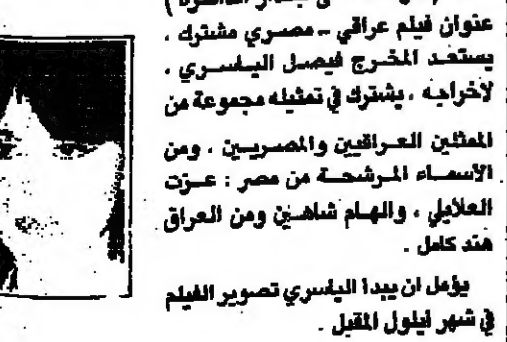 عنوان فيلم عراقي ـ مصري مشترك ،
يستعد المخرج فيصل الياسري ،
لاخراجه ، يشترك في تمثيله مجموعة من
الممثلين العراقيين والمصريين ، ومن
الأسماء المرشحة من مصر : عزت
العلايلي ، والهام شاهين ومن العراق
هند كامل .
يؤمل ان يبدا الياسري تصوير الفيلم
في شهر ايلول المقبل .